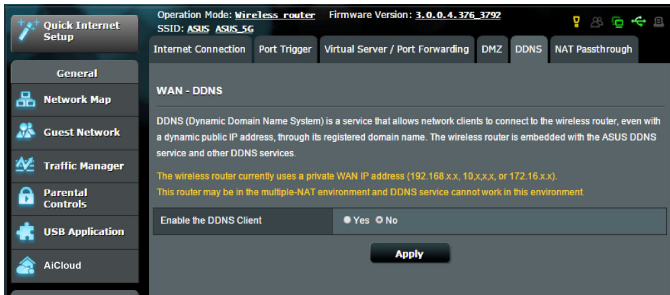 Quick Internet
Setup
General
Network Map
Guest Network
Traffic Manager
Parental
Controls
USB Application
AiCloud
Operation Mode: Wireless router Firmware Version: 3.0.0.4.376_3792
SSID: ASUS ASUS_5G
Internet Connection Port Trigger Virtual Server / Port Forwarding DMZ DDNS NAT Passthrough
WAN - DDNS
DDNS (Dynamic Domain Name System) is a service that allows network clients to connect to the wireless router, even with
a dynamic public IP address, through its registered domain name. The wireless router is embedded with the ASUS DDNS
service and other DDNS services.
The wireless router currently uses a private WAN IP address (192.168.x.x, 10,x,x,x, or 172.16.x.x).
This router may be in the multiple-NAT environment and DDNS service cannot work in this environment.
Enable the DDNS Client Yes No
Apply